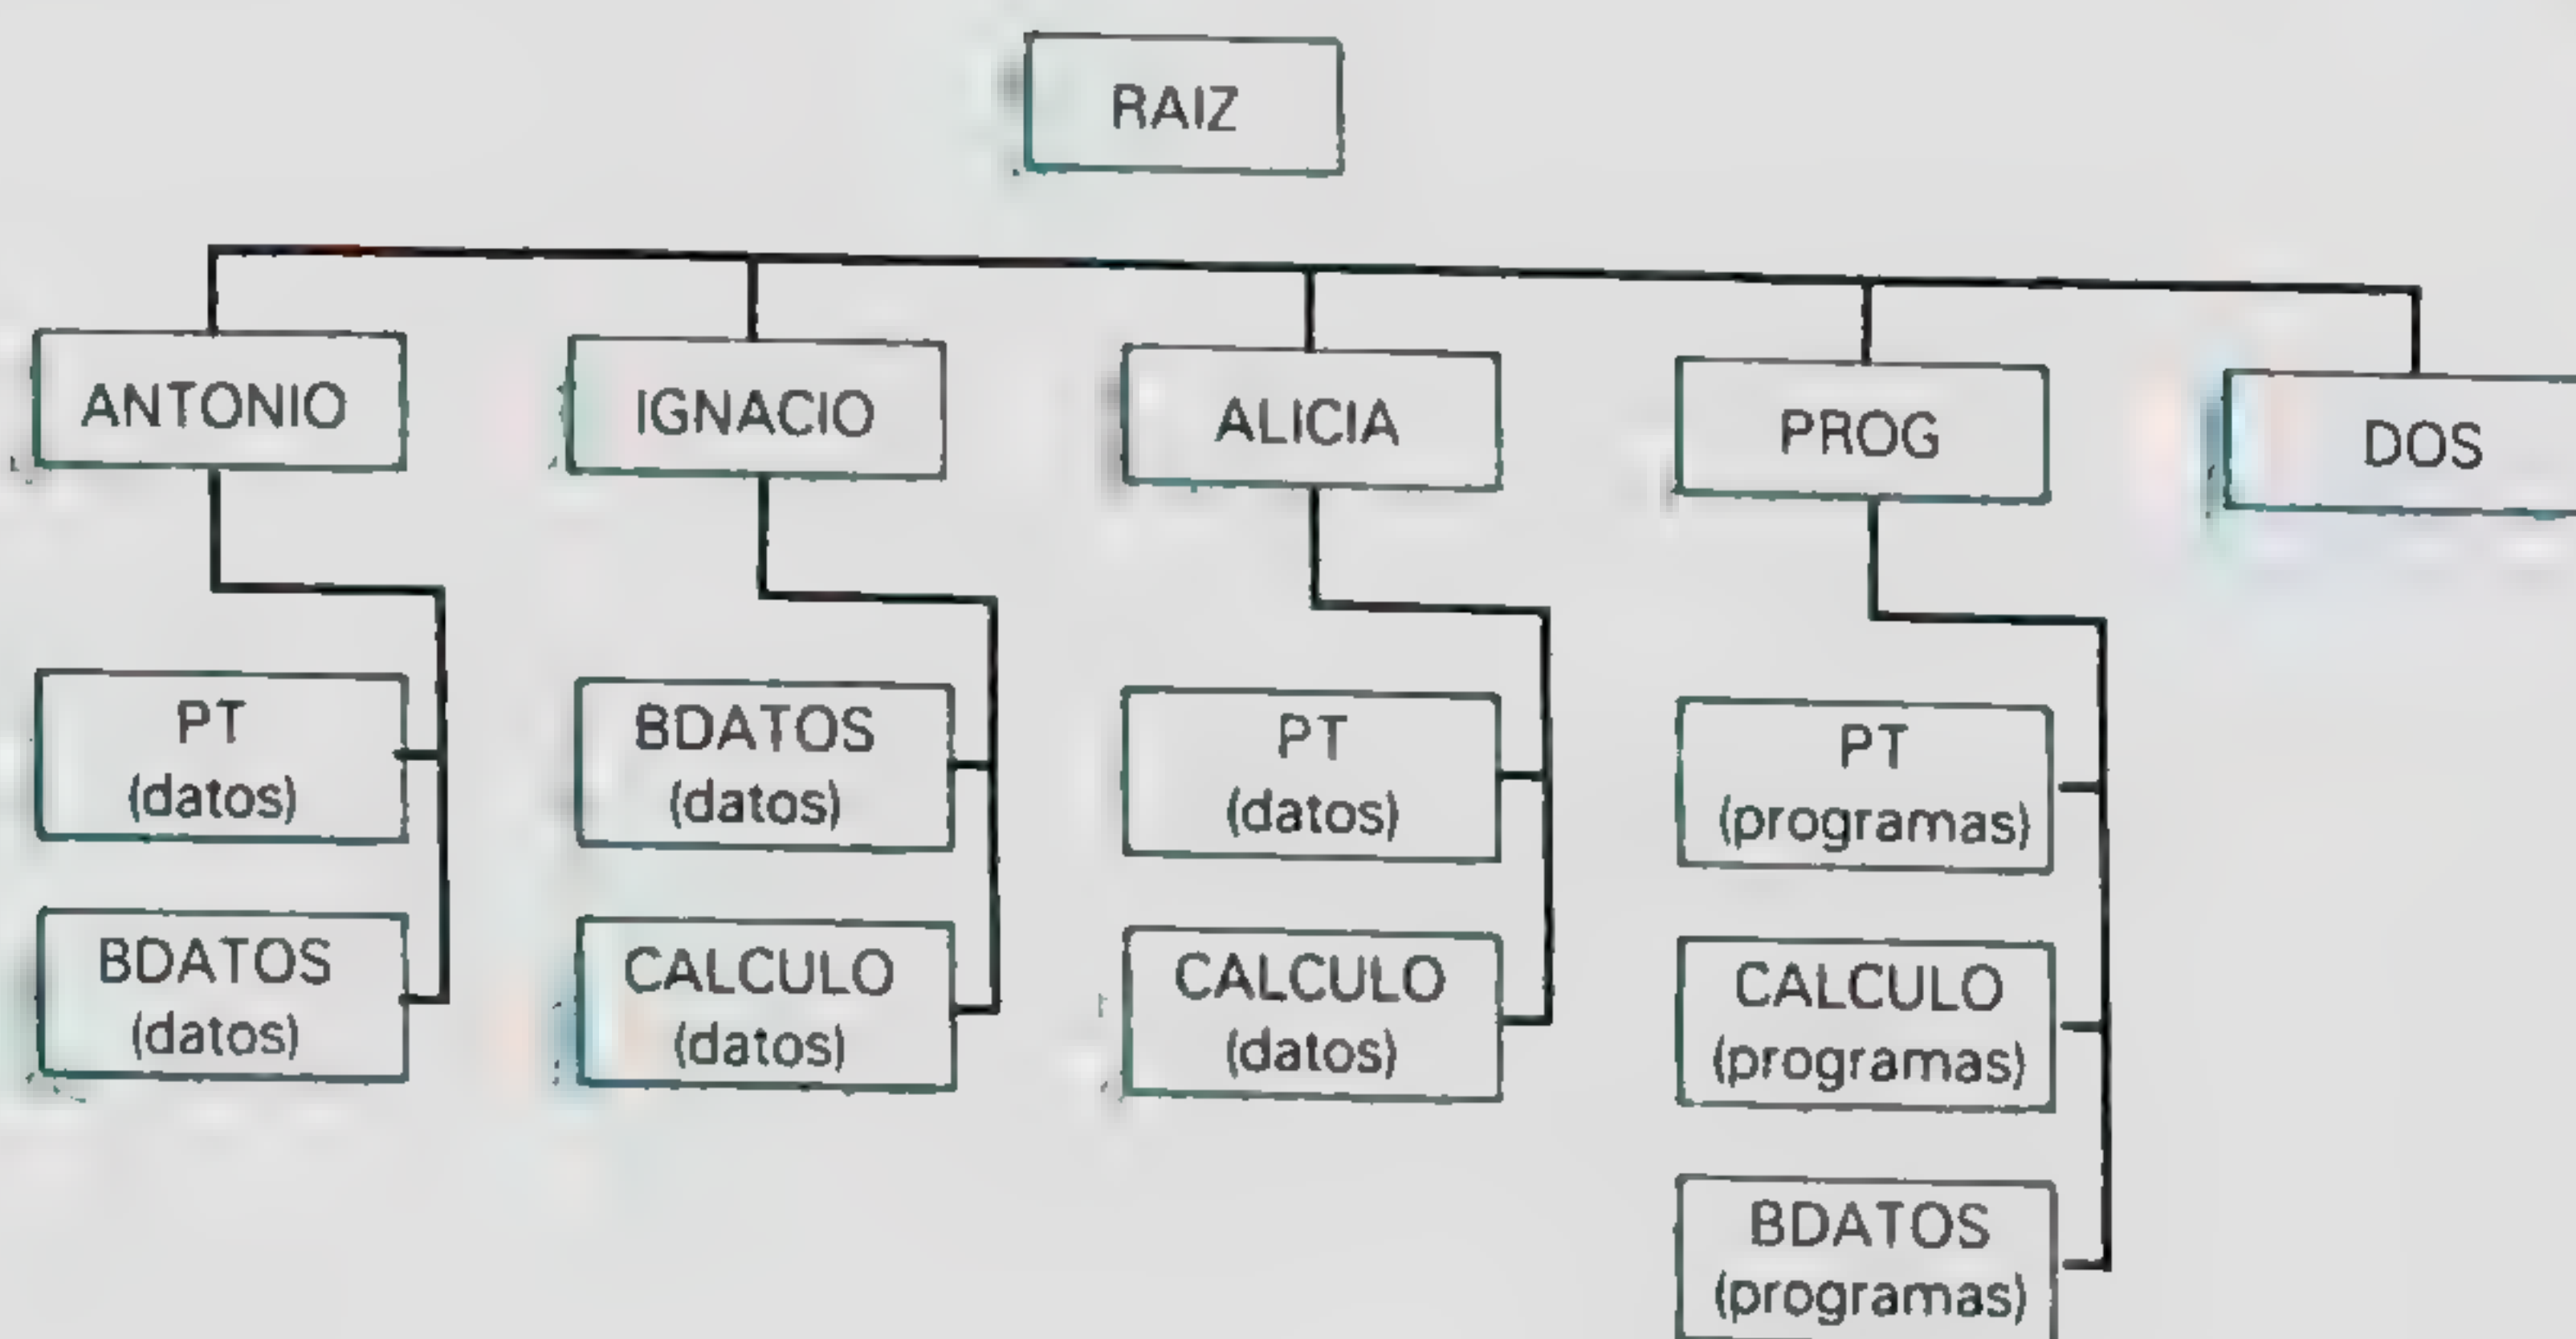 RAIZ
ANTONIO
IGNACIO
ALICIA
PROG
DOS
PT
(datos)
BDATOS
(datos)
PT
(datos)
PT
(programas)
BDATOS
(datos)
CALCULO
(datos)
CALCULO
(datos)
CALCULO
(programas)
BDATOS
(programas)